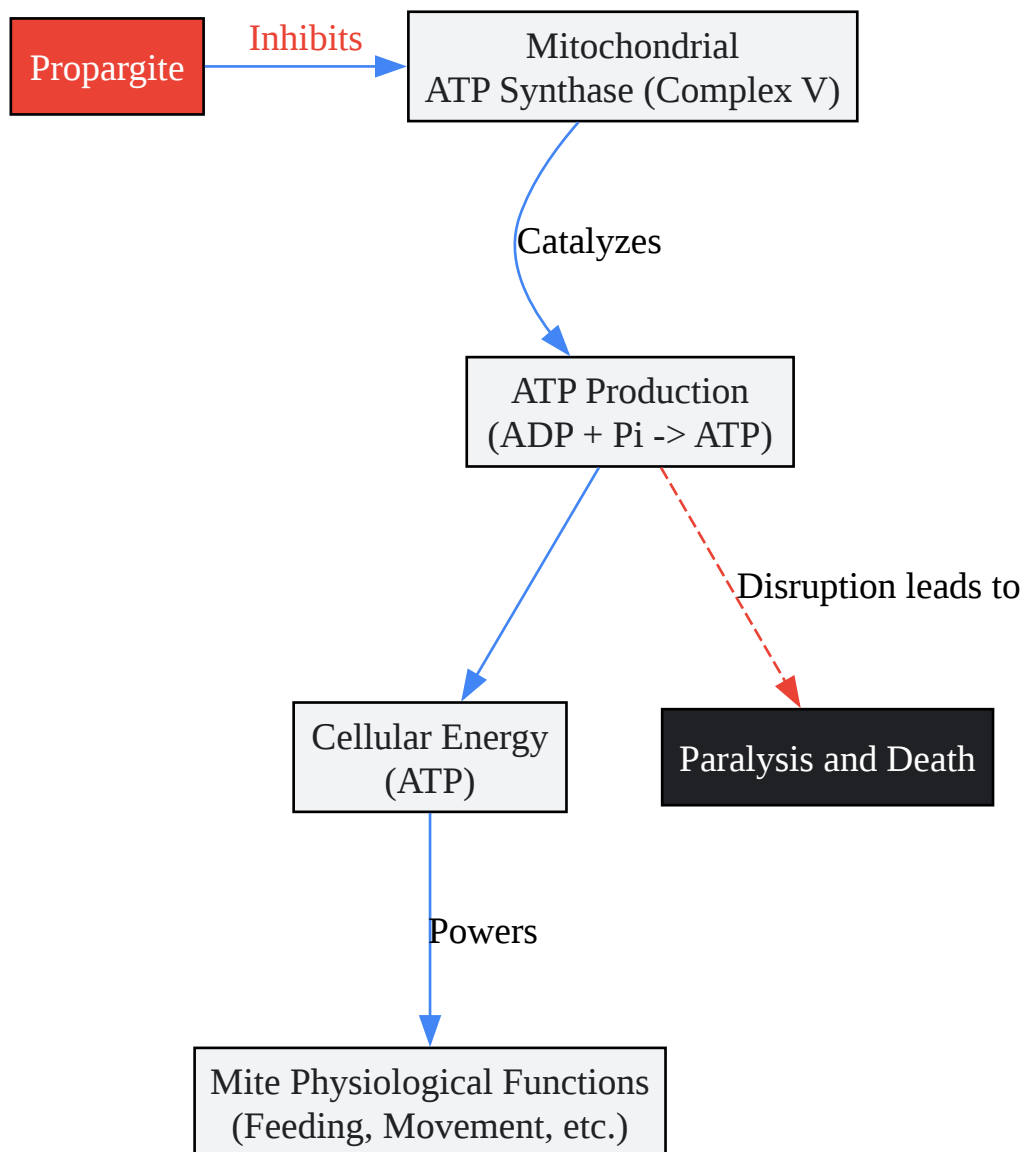 Propargite
Inhibits
Mitochondrial
ATP Synthase (Complex V)
Catalyzes
ATP Production
(ADP + Pi -> ATP)
Disruption leads to
Cellular Energy
(ATP)
Paralysis and Death
Powers
Mite Physiological Functions
(Feeding, Movement, etc.)